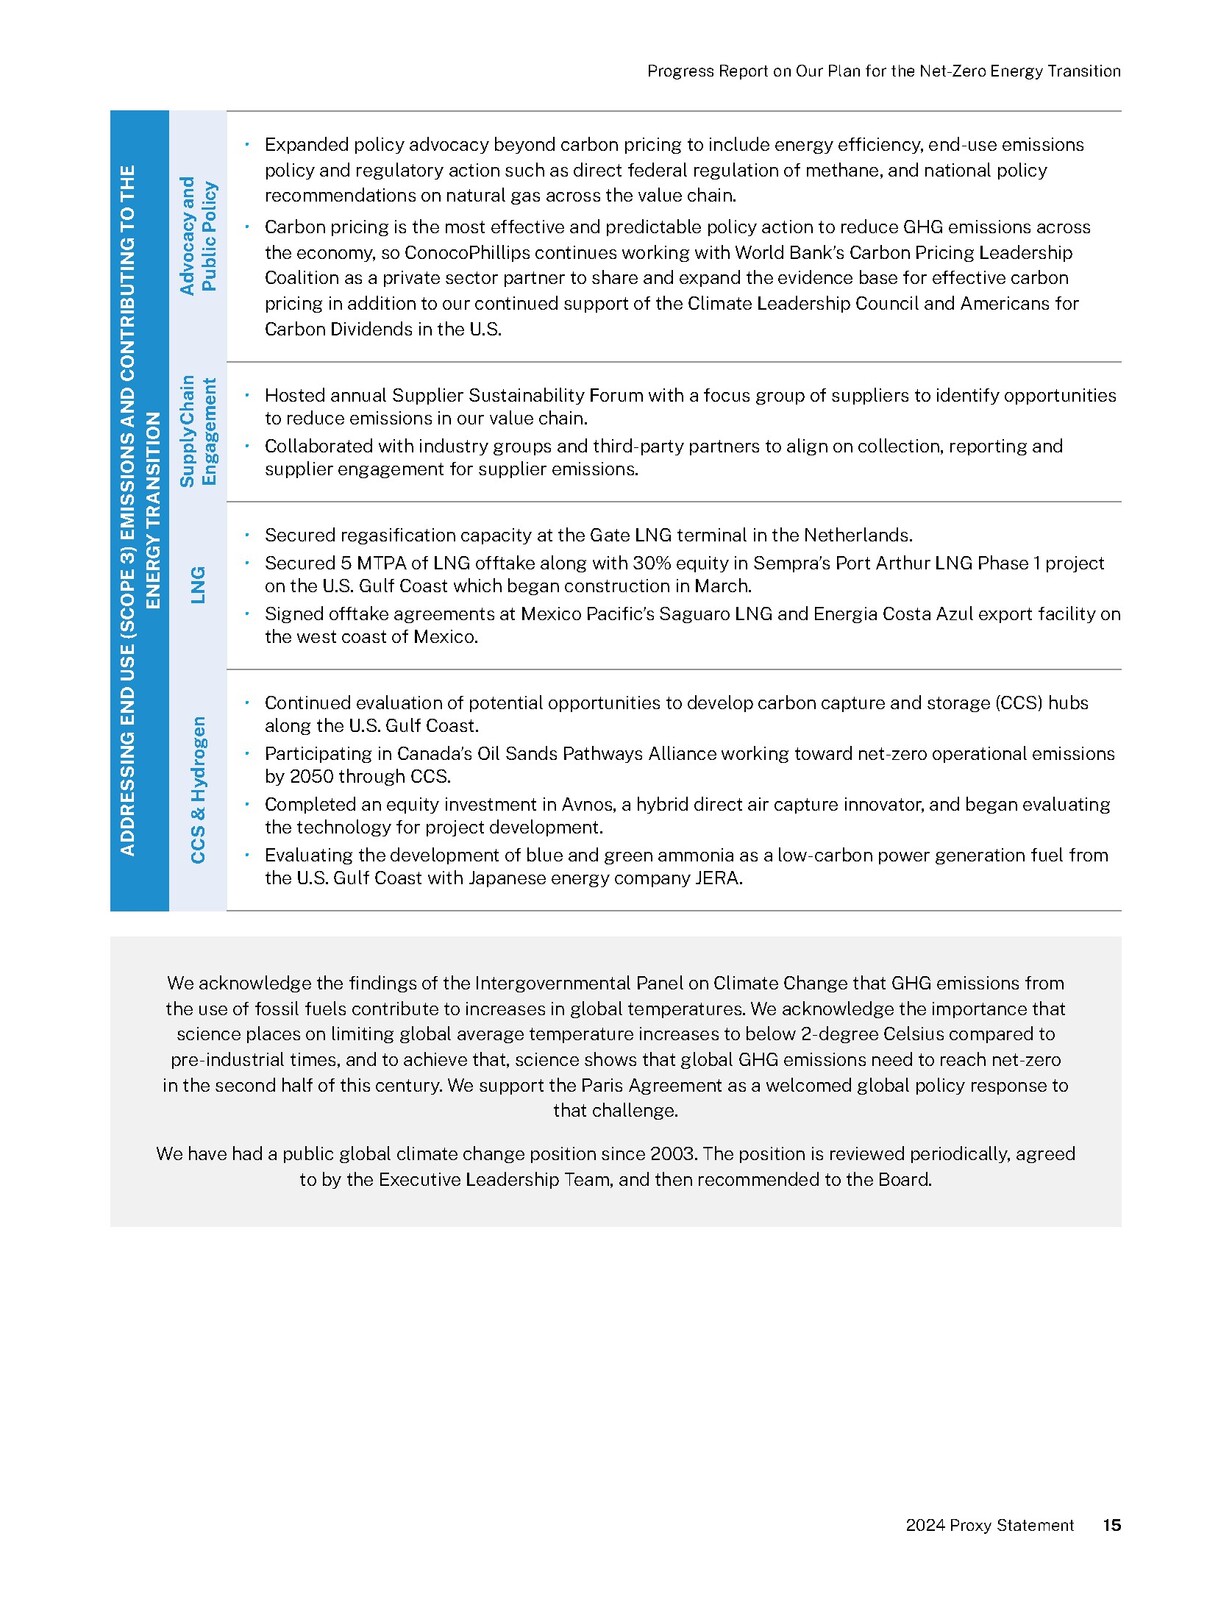 Progress Report on Our Plan for the Net-Zero Energy Transition
ADDRESSING END USE (SCOPE 3) EMISSIONS AND CONTRIBUTING TO THE
ENERGY TRANSITION
Advocacy and
Public Policy
• Expanded policy advocacy beyond carbon pricing to include energy efficiency, end-use emissions
policy and regulatory action such as direct federal regulation of methane, and national policy
recommendations on natural gas across the value chain.
• Carbon pricing is the most effective and predictable policy action to reduce GHG emissions across
the economy, so ConocoPhillips continues working with World Bank's Carbon Pricing Leadership
Coalition as a private sector partner to share and expand the evidence base for effective carbon
pricing in addition to our continued support of the Climate Leadership Council and Americans for
Carbon Dividends in the U.S.
Supply Chain
Engagement
• Hosted annual Supplier Sustainability Forum with a focus group of suppliers to identify opportunities
to reduce emissions in our value chain.
• Collaborated with industry groups and third-party partners to align on collection, reporting and
supplier engagement for supplier emissions.
LNG
• Secured regasification capacity at the Gate LNG terminal in the Netherlands.
• Secured 5 MTPA of LNG offtake along with 30% equity in Sempra's Port Arthur LNG Phase 1 project
on the U.S. Gulf Coast which began construction in March.
• Signed offtake agreements at Mexico Pacific's Saguaro LNG and Energia Costa Azul export facility on
the west coast of Mexico.
CCS & Hydrogen
• Continued evaluation of potential opportunities to develop carbon capture and storage (CCS) hubs
along the U.S. Gulf Coast.
• Participating in Canada's Oil Sands Pathways Alliance working toward net-zero operational emissions
by 2050 through CCS.
• Completed an equity investment in Avnos, a hybrid direct air capture innovator, and began evaluating
the technology for project development.
• Evaluating the development of blue and green ammonia as a low-carbon power generation fuel from
the U.S. Gulf Coast with Japanese energy company JERA.
We acknowledge the findings of the Intergovernmental Panel on Climate Change that GHG emissions from
the use of fossil fuels contribute to increases in global temperatures. We acknowledge the importance that
science places on limiting global average temperature increases to below 2-degree Celsius compared to
pre-industrial times, and to achieve that, science shows that global GHG emissions need to reach net-zero
in the second half of this century. We support the Paris Agreement as a welcomed global policy response to
that challenge.
We have had a public global climate change position since 2003. The position is reviewed periodically, agreed
to by the Executive Leadership Team, and then recommended to the Board.
2024 Proxy Statement 15